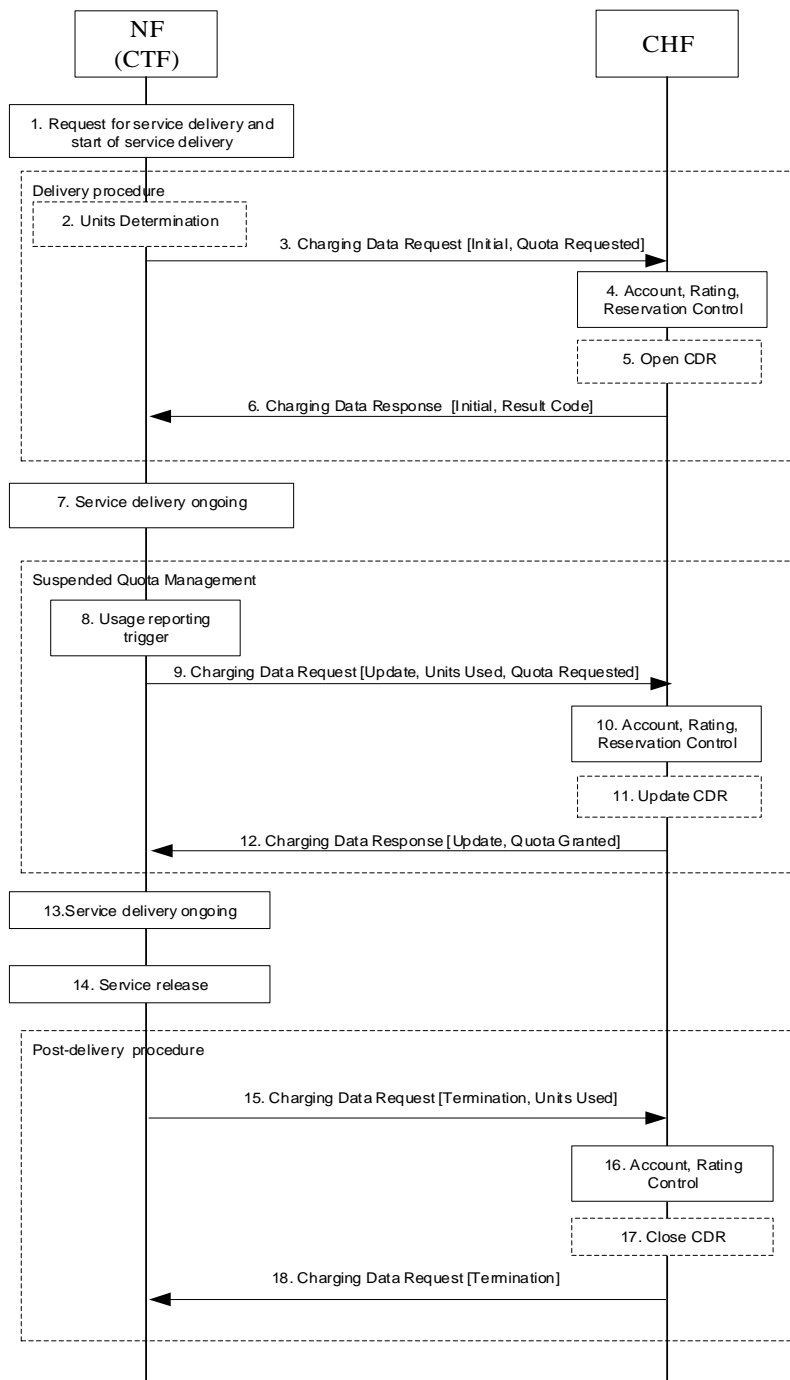 NF
(CTF)
CHF
1. Request for service delivery and
start of service delivery
Delivery procedure
2. Units Determination
3. Charging Data Request [Initial, Quota Requested]
4. Account, Rating,
Reservation Control
5. Open CDR
6. Charging Data Response [Initial, Result Code]
7. Service delivery ongoing
Suspended Quota Management
8. Usage reporting
trigger
9. Charging Data Request [Update, Units Used, Quota Requested]
10. Account, Rating,
Reservation Control
11. Update CDR
12. Charging Data Response [Update, Quota Granted]
13.Service delivery ongoing
14. Service release
Post-delivery procedure
15. Charging Data Request [Termination, Units Used]
16. Account, Rating
Control
17. Close CDR
18. Charging Data Request [Termination]